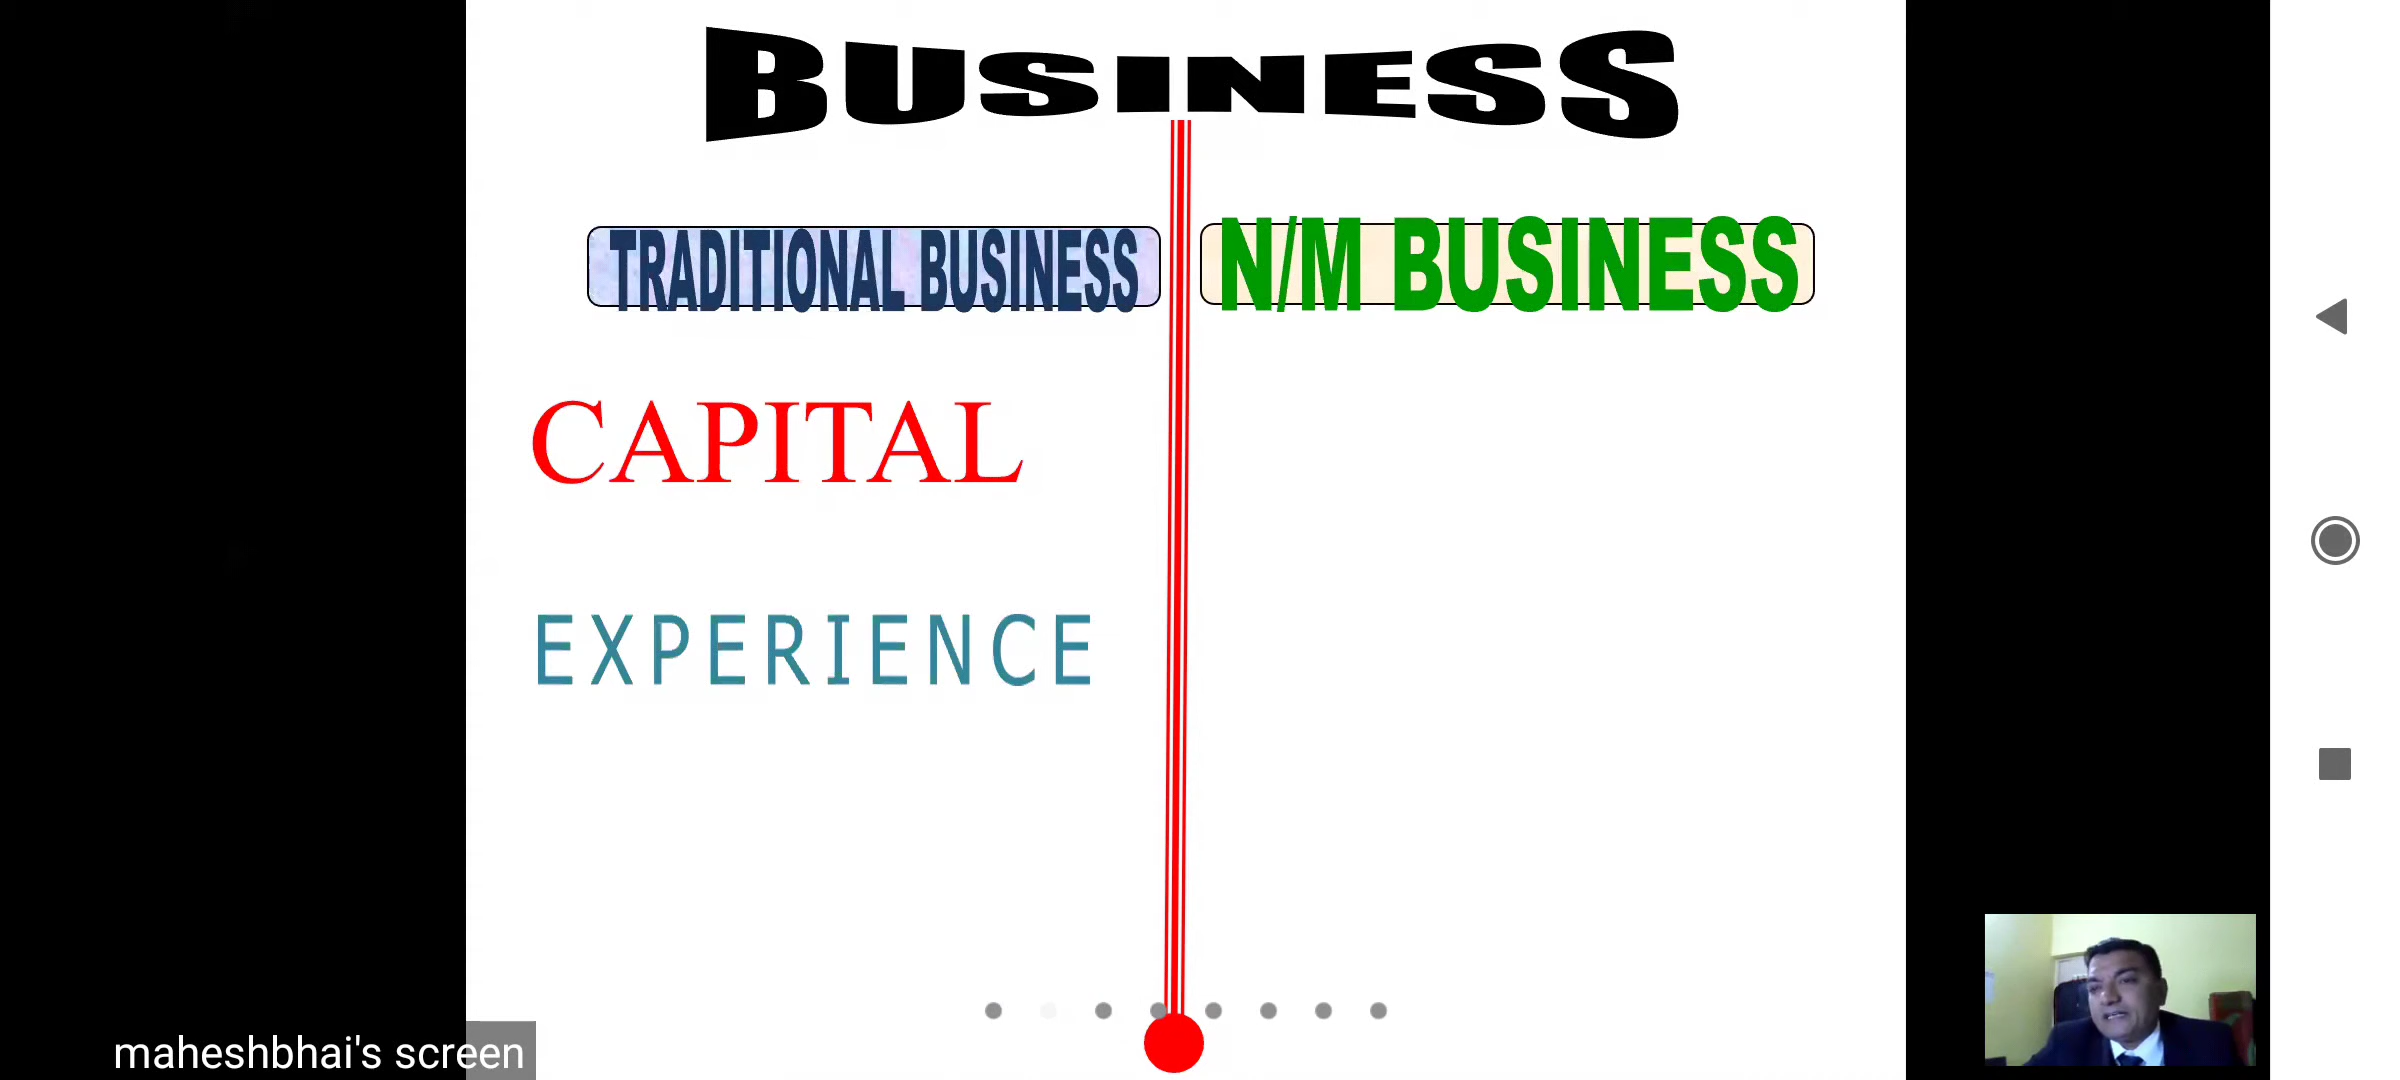 BUSINESS
TRADITIONAL BUSINESS
N/M BUSINESS
CAPITAL
EXPERIENCE
maheshbhai's screen